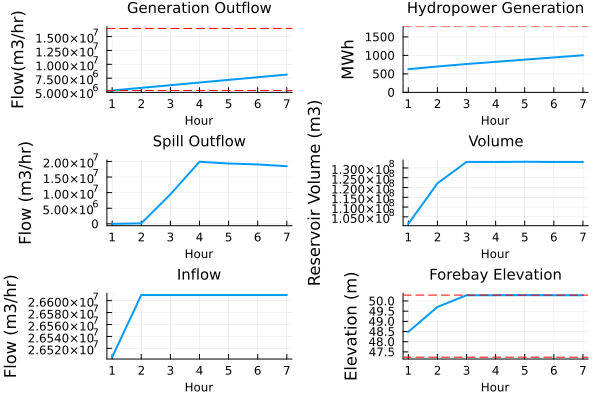 Generation Outflow
Flow(m3/hr)
1.500×10⁷
1.250×10⁷
1.000×10⁷
7.500×10⁶
5.000×10⁶
1 2 3 4 5 6 7
Hour
Hydropower Generation
MWh
1500
1000
500
0
1 2 3 4 5 6 7
Hour
Spill Outflow
Flow (m3/hr)
2.00×10⁷
1.50×10⁷
1.00×10⁷
5.00×10⁶
0
1 2 3 4 5 6 7
Hour
Volume
Reservoir Volume (m3)
1.300×10⁸
1.250×10⁸
1.200×10⁸
1.150×10⁸
1.100×10⁸
1.050×10⁸
1 2 3 4 5 6 7
Hour
Inflow
Flow (m3/hr)
2.6600×10⁷
2.6580×10⁷
2.6560×10⁷
2.6540×10⁷
2.6520×10⁷
1 2 3 4 5 6 7
Hour
Forebay Elevation
Elevation (m)
50.0
49.5
49.0
48.5
48.0
47.5
1 2 3 4 5 6 7
Hour